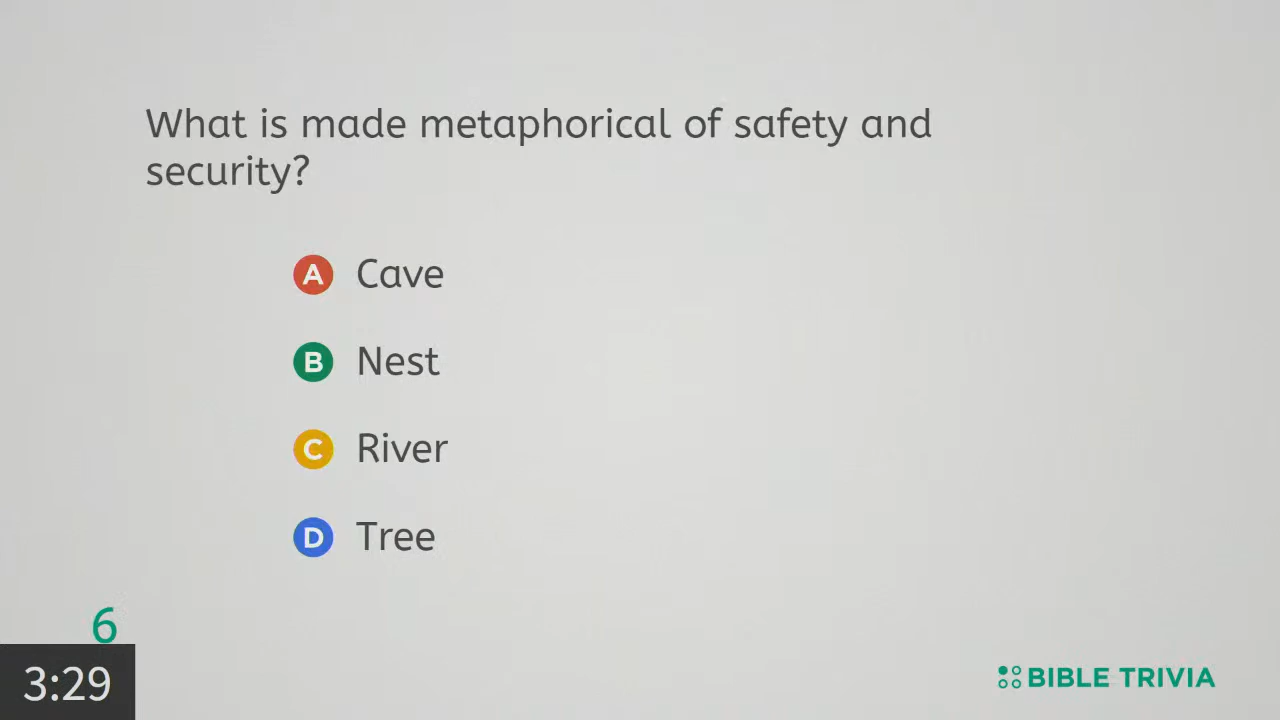 What is made metaphorical of safety and
security?
A Cave
B Nest
C River
D Tree
6
3:29
BIBLE TRIVIA